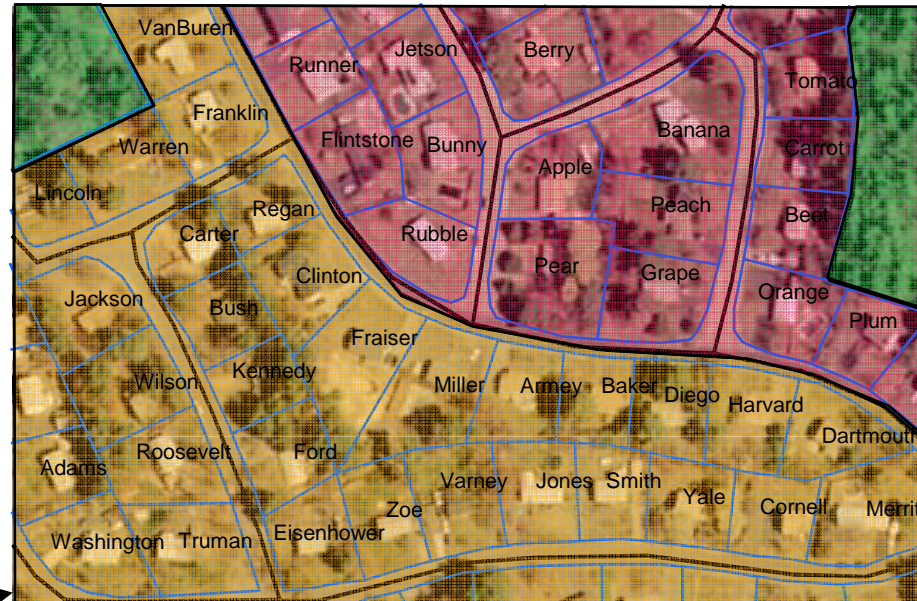 VanBuren
Jetson
Berry
Runner
Tomato
Franklin
Banana
Warren
Flintstone
Bunny
Carrot
Apple
Lincoln
Regan
Peach
Beet
Carter
Rubble
Clinton
Pear
Grape
Orange
Jackson
Bush
Plum
Fraiser
Kennedy
Wilson
Miller
Armey
Baker
Diego
Harvard
Dartmouth
Roosevelt
Ford
Adams
Varney
Jones
Smith
Yale
Cornell
Zoe
Merrit
Eisenhower
Washington
Truman